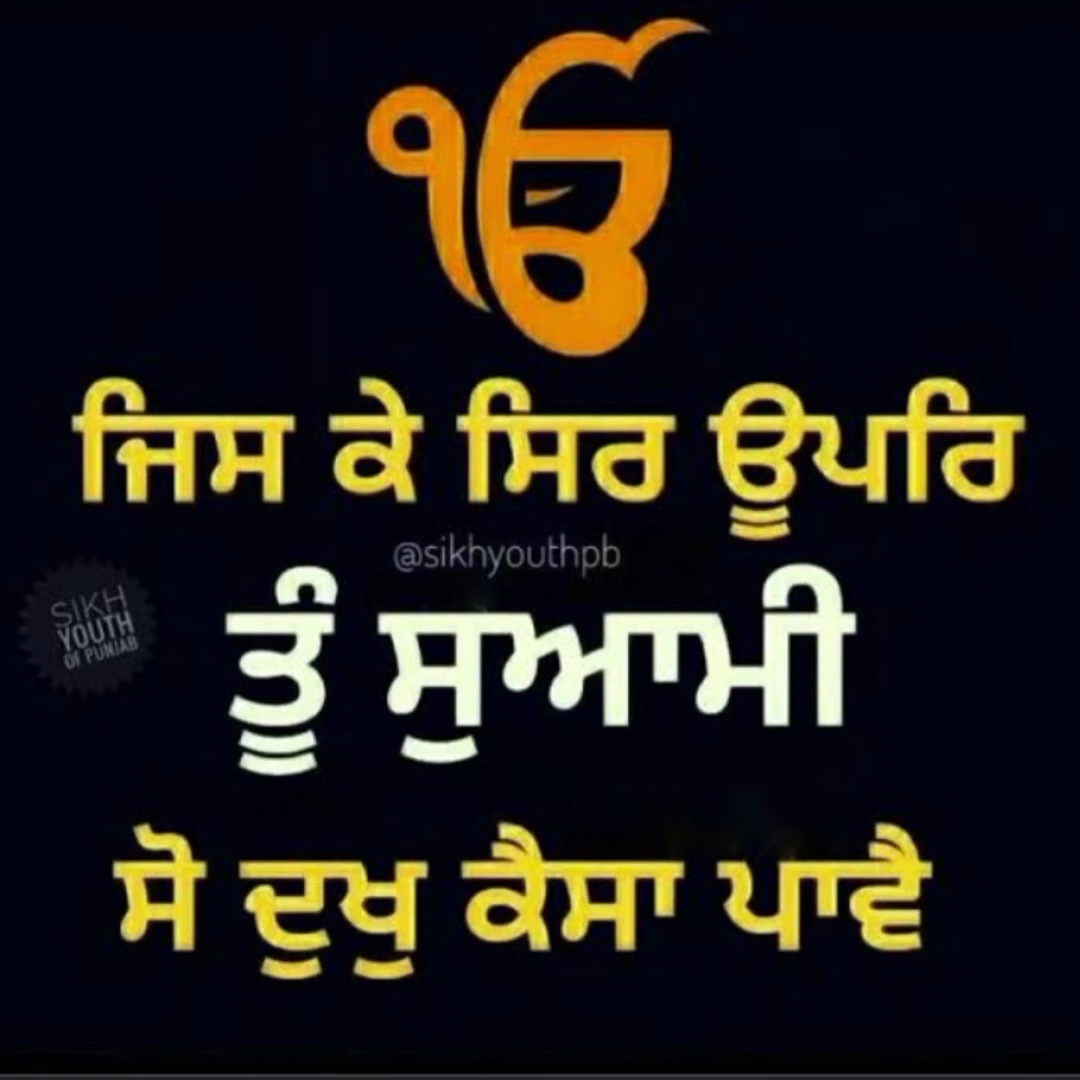 ੴ
ਜਿਸ ਕੇ ਸਿਰ ਊਪਰਿ
@sikhyouthpb
SIKH
YOUTH
OF PUNJAB
ਤੂੰ ਸੁਆਮੀ
ਸੋ ਦੁਖੁ ਕੈਸਾ ਪਾਵੈ